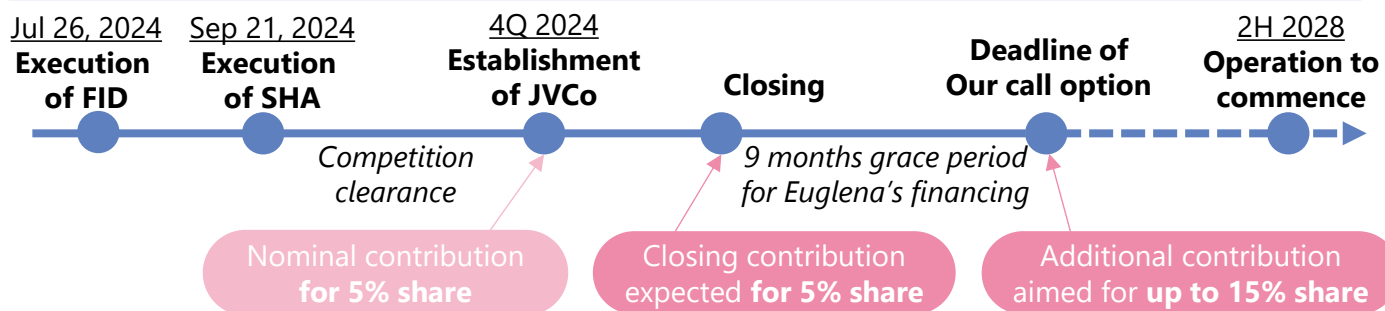 Jul 26, 2024
Execution
of FID
Sep 21, 2024
Execution
of SHA
4Q 2024
Establishment
of JVCo
Closing
Deadline of
Our call option
2H 2028
Operation to
commence
Competition
clearance
9 months grace period
for Euglena's financing
Nominal contribution
for 5% share
Closing contribution
expected for 5% share
Additional contribution
aimed for up to 15% share